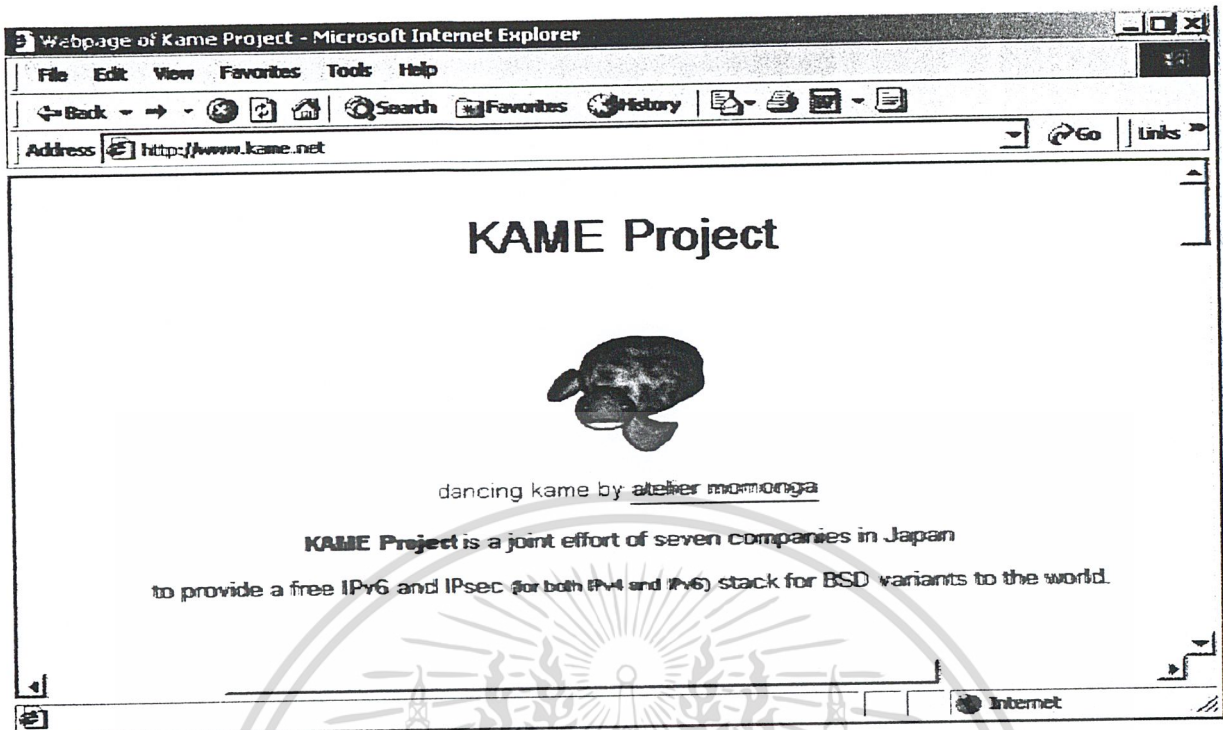 Webpage of Kame Project - Microsoft Internet Explorer
File Edit View Favorites Tools Help
Back Search Favorites History
Address http://www.kame.net Go Links »
KAME Project
dancing kame by atelier momonga
KAME Project is a joint effort of seven companies in Japan
to provide a free IPv6 and IPsec (for both IPv4 and IPv6) stack for BSD variants to the world.
Internet